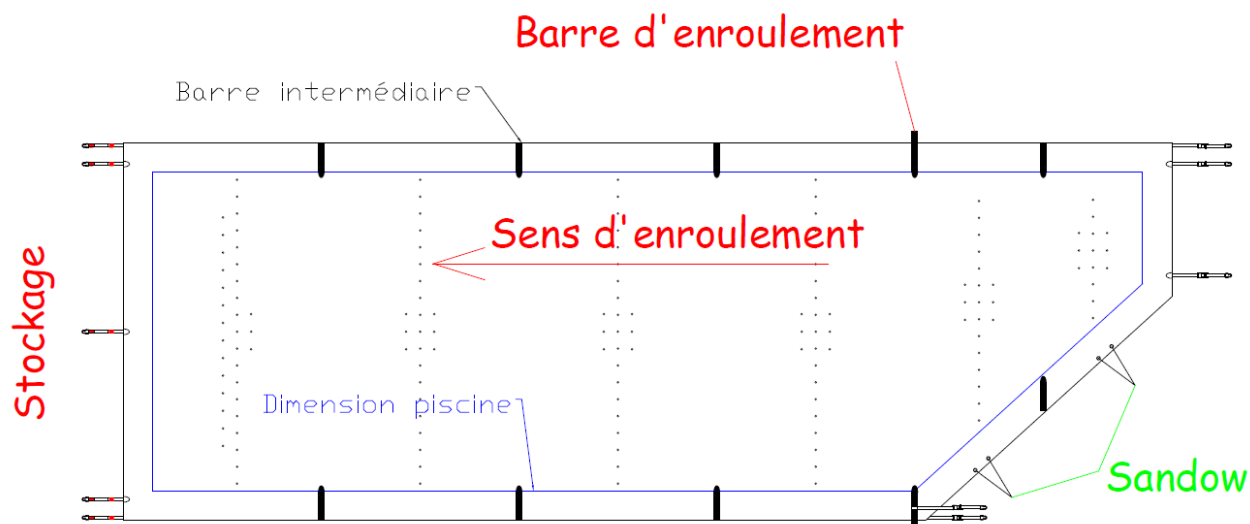 Barre d'enroulement
Barre intermédiaire
Sens d'enroulement
Stockage
Dimension piscine
Sandow